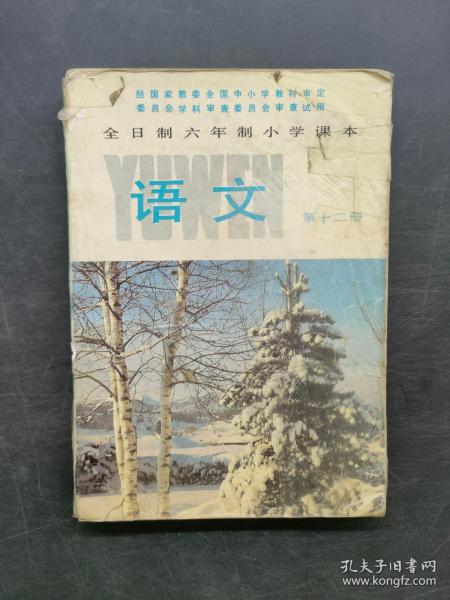 经国家教委全国中小学教材审定
委员会学科审查委员会审查试用
全日制六年制小学课本
YUWEN
语文
第十二册
孔夫子旧书网
www.kongfz.com